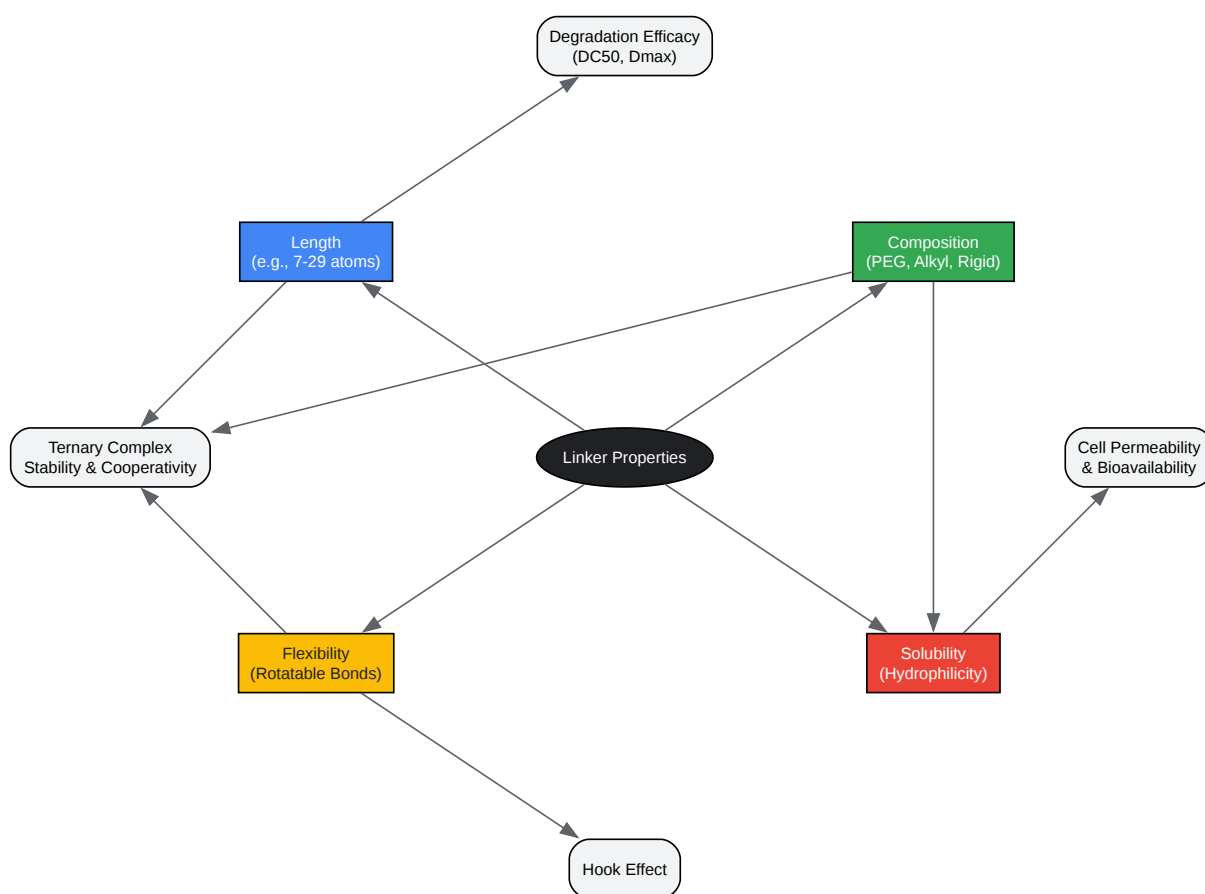 Degradation Efficacy
(DC50, Dmax)
Length
(e.g., 7-29 atoms)
Composition
(PEG, Alkyl, Rigid)
Ternary Complex
Stability & Cooperativity
Linker Properties
Cell Permeability
& Bioavailability
Flexibility
(Rotatable Bonds)
Solubility
(Hydrophilicity)
Hook Effect